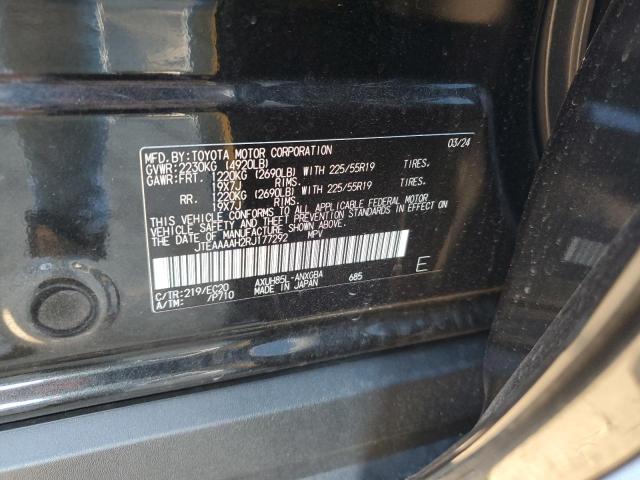 MFD.BY:TOYOTA MOTOR CORPORATION 03/24
GVWR:2230KG (4920LB)
GAWR:FRT 1220KG (2690LB) WITH 225/55R19 TIRES.
19X7J RIMS.
RR. 1220KG (2690LB) WITH 225/55R19 TIRES.
19X7J RIMS.
THIS VEHICLE CONFORMS TO ALL APPLICABLE FEDERAL MOTOR
VEHICLE SAFETY AND THEFT PREVENTION STANDARDS IN EFFECT
ON THE DATE OF MANUFACTURE SHOWN ABOVE.
JTEAAAAH2RJ177292 MPV
C/TR:219/EC20 AXUH85L-ANXGBA 685 E
A/TM: /P710 MADE IN JAPAN